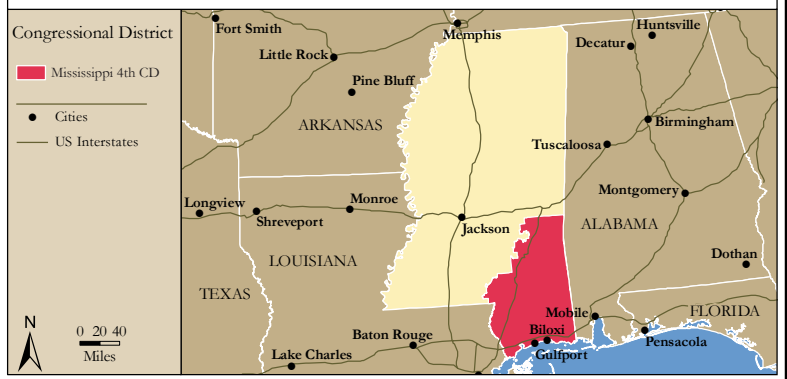 Congressional District
Mississippi 4th CD
Cities
US Interstates
N
0 20 40
Miles
Fort Smith
Memphis
Huntsville
Decatur
Little Rock
Pine Bluff
ARKANSAS
Birmingham
Tuscaloosa
Longview
Shreveport
Monroe
Jackson
Montgomery
ALABAMA
LOUISIANA
Dothan
TEXAS
Mobile
FLORIDA
Baton Rouge
Biloxi
Gulfport
Pensacola
Lake Charles